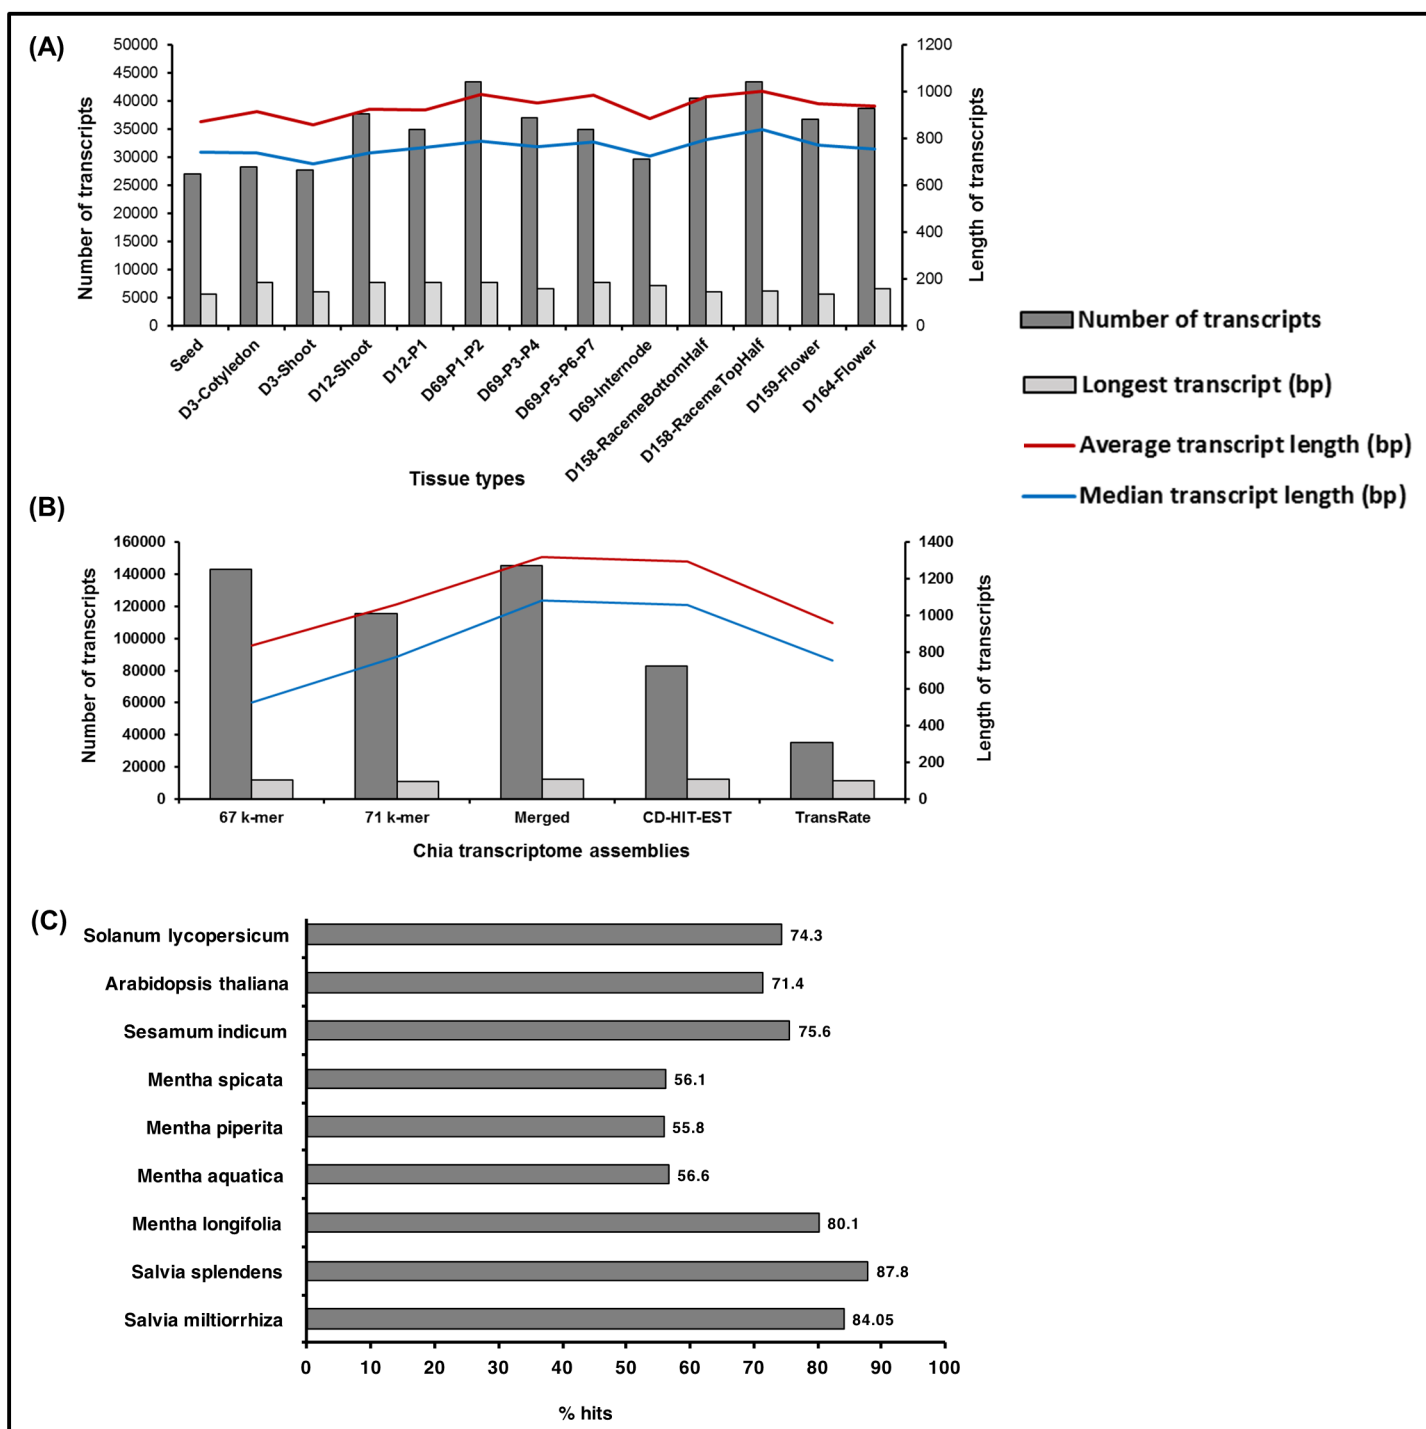 (A)
Number of transcripts
50000
45000
40000
35000
30000
25000
20000
15000
10000
5000
0
1200
1000
800
600
400
200
0
Length of transcripts
Seed
D3-Cotyledon
D3-Shoot
D12-Shoot
D12-P1
D69-P1-P2
D69-P3-P4
D69-P5-P6-P7
D69-Internode
D158-RacemeBottomHalf
D158-RacemeTopHalf
D159-Flower
D164-Flower
Tissue types
Number of transcripts
Longest transcript (bp)
Average transcript length (bp)
Median transcript length (bp)
(B)
Number of transcripts
160000
140000
120000
100000
80000
60000
40000
20000
0
1400
1200
1000
800
600
400
200
0
Length of transcripts
67 k-mer
71 k-mer
Merged
CD-HIT-EST
TransRate
Chia transcriptome assemblies
(C)
Solanum lycopersicum 74.3
Arabidopsis thaliana 71.4
Sesamum indicum 75.6
Mentha spicata 56.1
Mentha piperita 55.8
Mentha aquatica 56.6
Mentha longifolia 80.1
Salvia splendens 87.8
Salvia miltiorrhiza 84.05
0 10 20 30 40 50 60 70 80 90 100
% hits